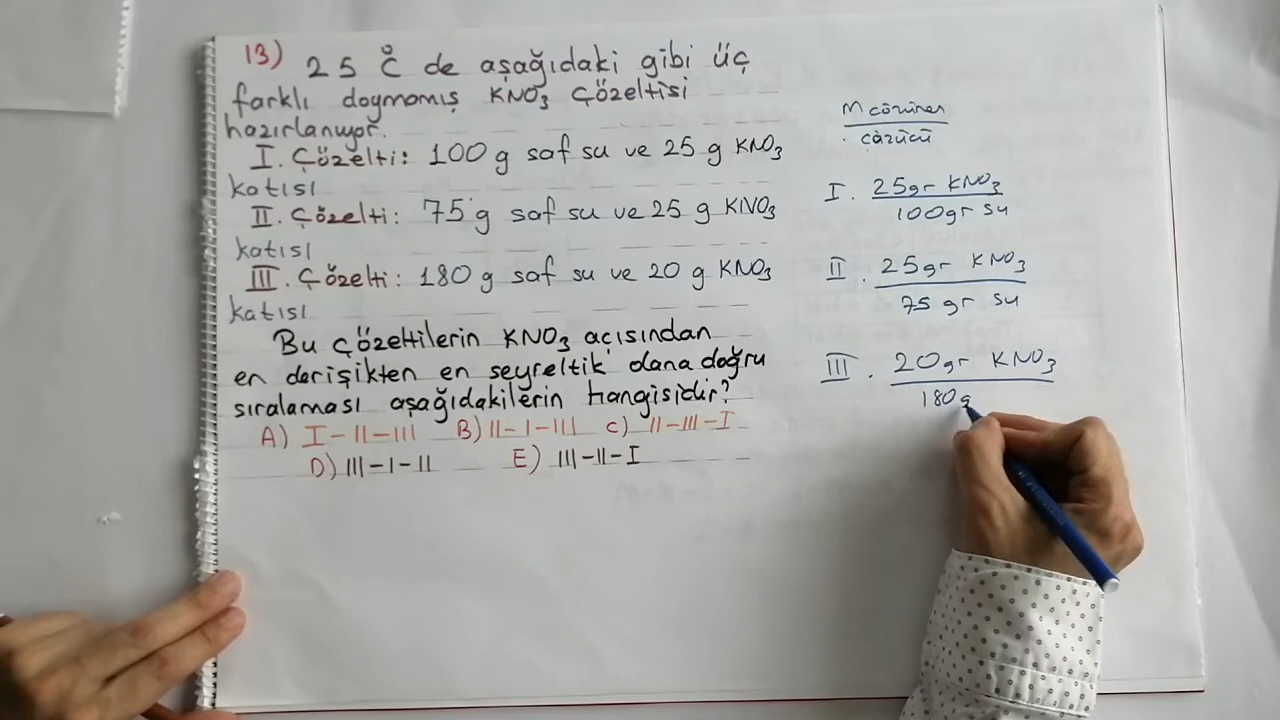 13) 25 °C de aşağıdaki gibi üç
farklı doymamış KNO₃ çözeltisi
hazırlanıyor.
I. Çözelti: 100 g saf su ve 25 g KNO₃
katısı
II. Çözelti: 75 g saf su ve 25 g KNO₃
katısı
III. Çözelti: 180 g saf su ve 20 g KNO₃
katısı
Bu çözeltilerin KNO₃ açısından
en derişikten en seyreltik olana doğru
sıralaması aşağıdakilerin hangisidir?
A) I-II-III B) II-I-III C) II-III-I
D) III-I-II E) III-II-I
m çözünen
çözücü
I. 25gr KNO₃
100gr su
II. 25gr KNO₃
75 gr su
III. 20gr KNO₃
180g